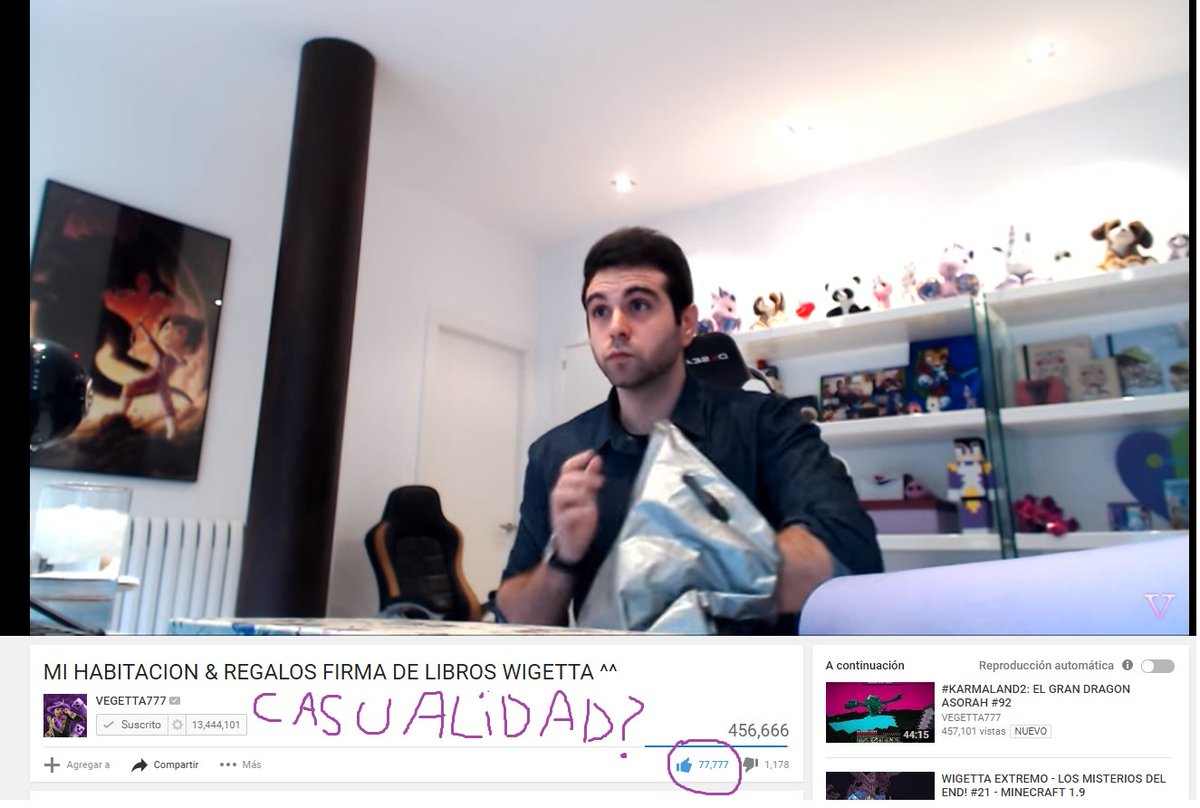 V
MI HABITACION & REGALOS FIRMA DE LIBROS WIGETTA ^^
VEGETTA777
Suscrito 13,444,101
CASUALiDAD?
456,666
Agregar a Compartir Más
77,777 1,178
A continuación Reproducción automática
#KARMALAND2: EL GRAN DRAGON
ASORAH #92
VEGETTA777
457,101 vistas NUEVO
44:15
WIGETTA EXTREMO - LOS MISTERIOS DEL
END! #21 - MINECRAFT 1.9